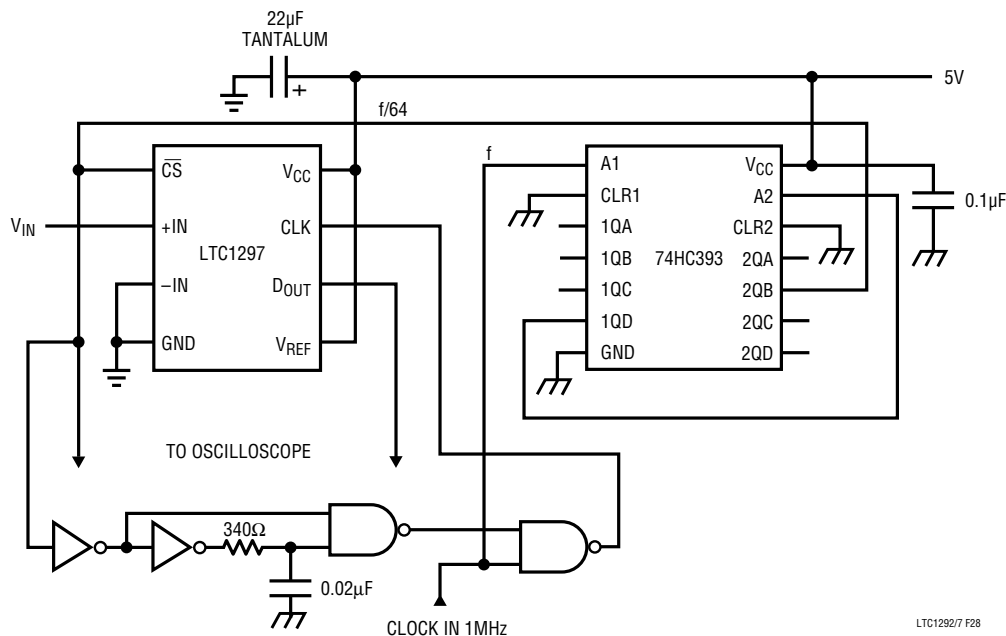 22µF
TANTALUM
5V
f/64
f
C̅S̅
+IN
–IN
GND
LTC1297
VCC
CLK
DOUT
VREF
VIN
A1
CLR1
1QA
1QB
1QC
1QD
GND
74HC393
VCC
A2
CLR2
2QA
2QB
2QC
2QD
0.1µF
TO OSCILLOSCOPE
340Ω
0.02µF
CLOCK IN 1MHz
LTC1292/7 F28